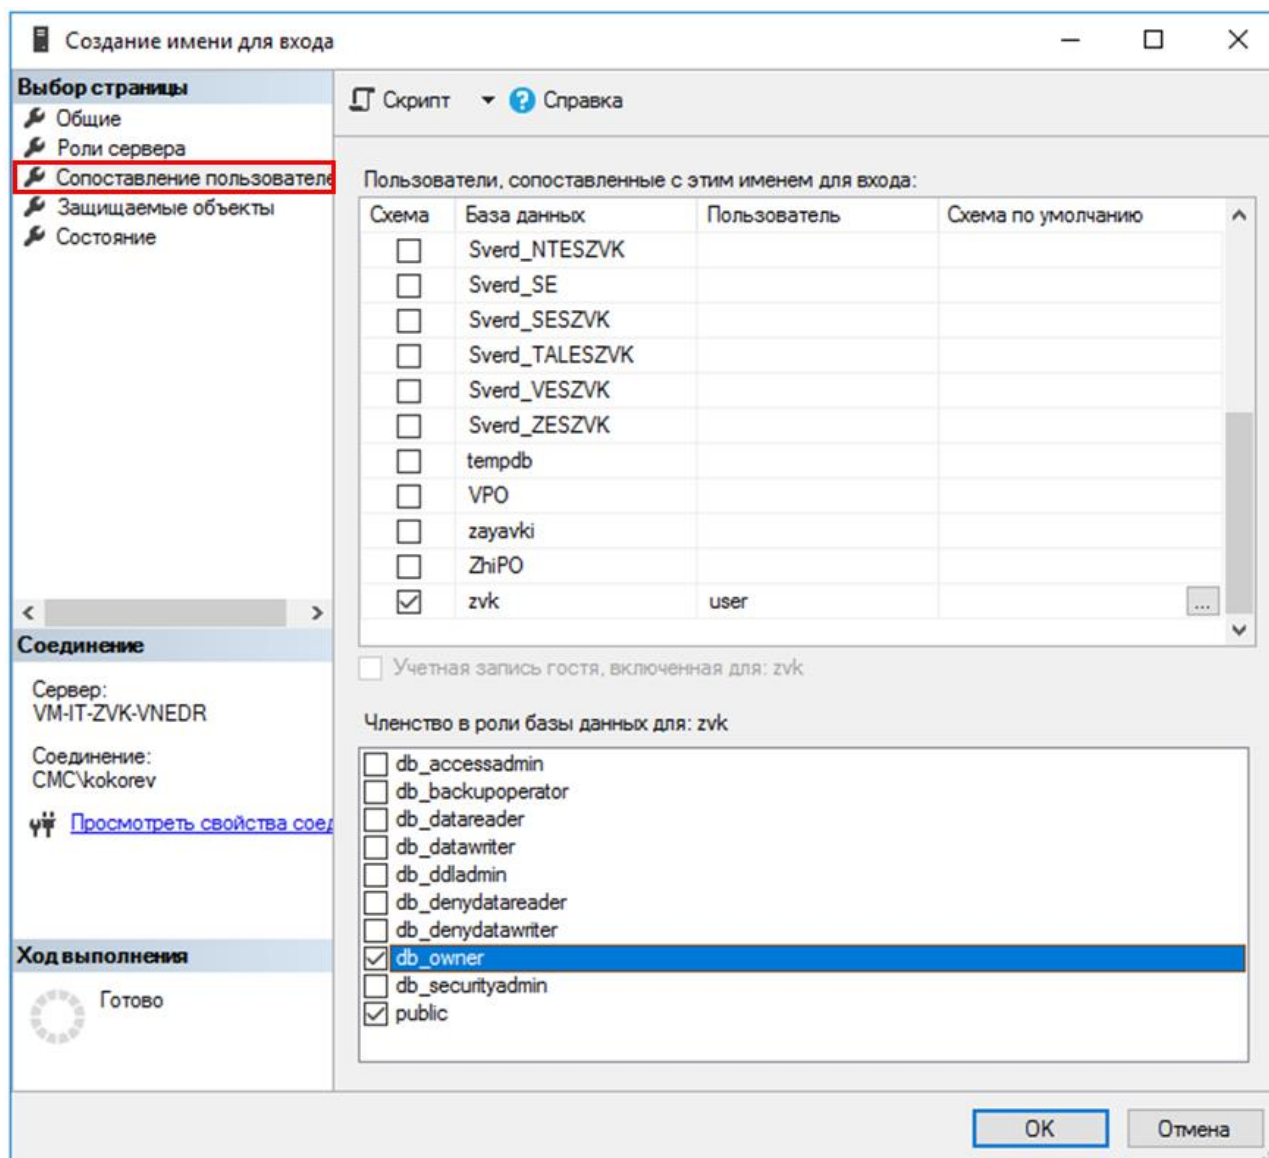 Создание имени для входа
Выбор страницы
Общие
Роли сервера
Сопоставление пользователе
Защищаемые объекты
Состояние
Скрипт
Справка
Пользователи, сопоставленные с этим именем для входа:
Схема База данных Пользователь Схема по умолчанию
Sverd_NTESZVK
Sverd_SE
Sverd_SESZVK
Sverd_TALESZVK
Sverd_VESZVK
Sverd_ZESZVK
tempdb
VPO
zayavki
ZhiPO
zvk user ...
Учетная запись гостя, включенная для: zvk
Членство в роли базы данных для: zvk
db_accessadmin
db_backupoperator
db_datareader
db_datawriter
db_ddladmin
db_denydatareader
db_denydatawriter
db_owner
db_securityadmin
public
Соединение
Сервер:
VM-IT-ZVK-VNEDR
Соединение:
CMC\kokorev
Просмотреть свойства соед
Ход выполнения
Готово
OK Отмена